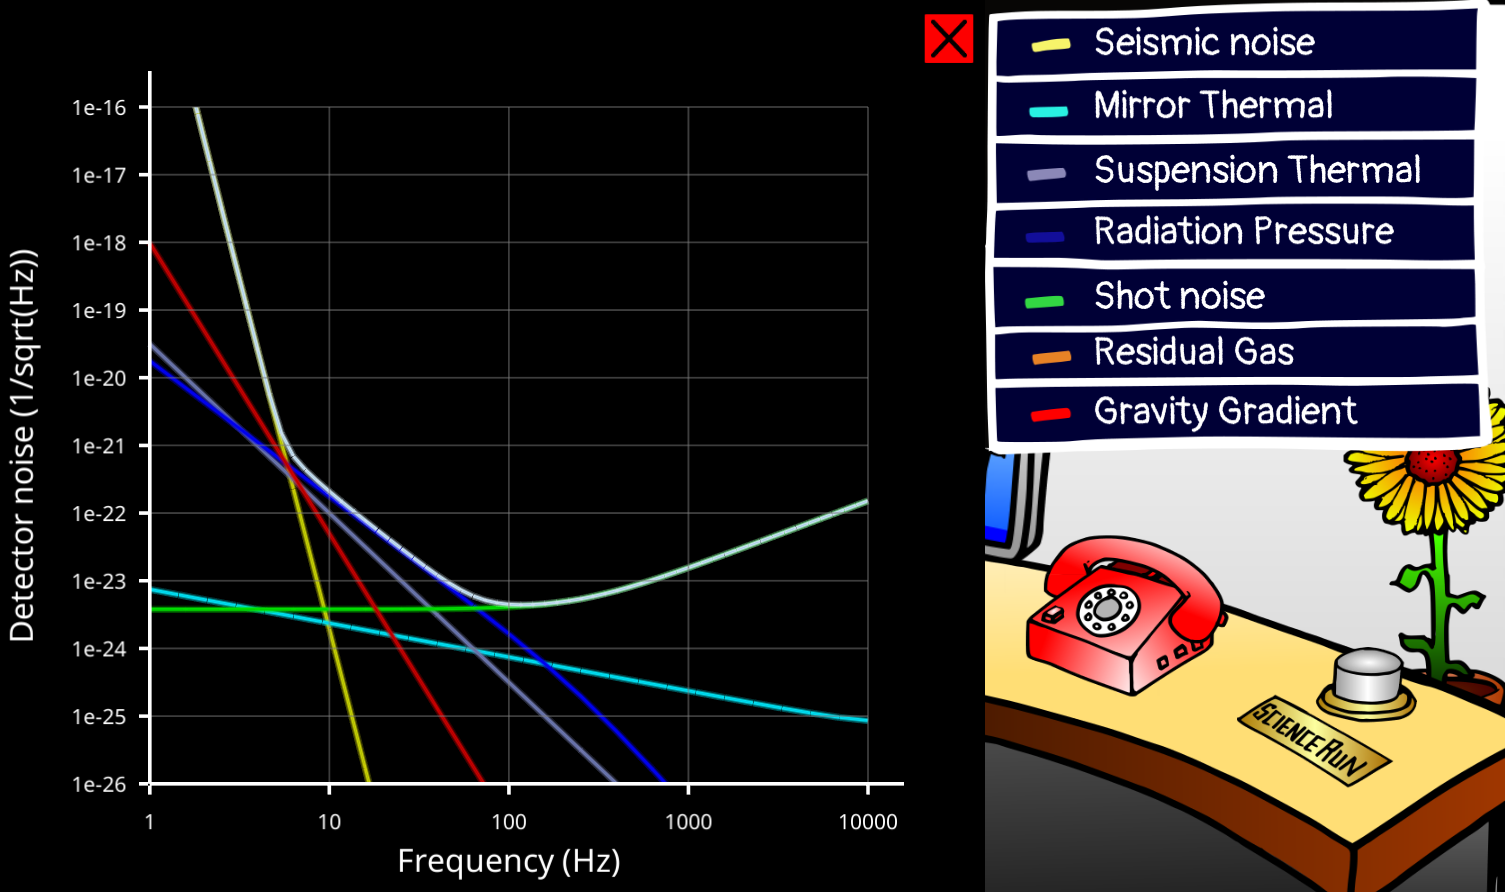 1e-16
1e-17
1e-18
1e-19
1e-20
1e-21
1e-22
1e-23
1e-24
1e-25
1e-26
Detector noise (1/sqrt(Hz))
1 10 100 1000 10000
Frequency (Hz)
Seismic noise
Mirror Thermal
Suspension Thermal
Radiation Pressure
Shot noise
Residual Gas
Gravity Gradient
SCIENCE RUN